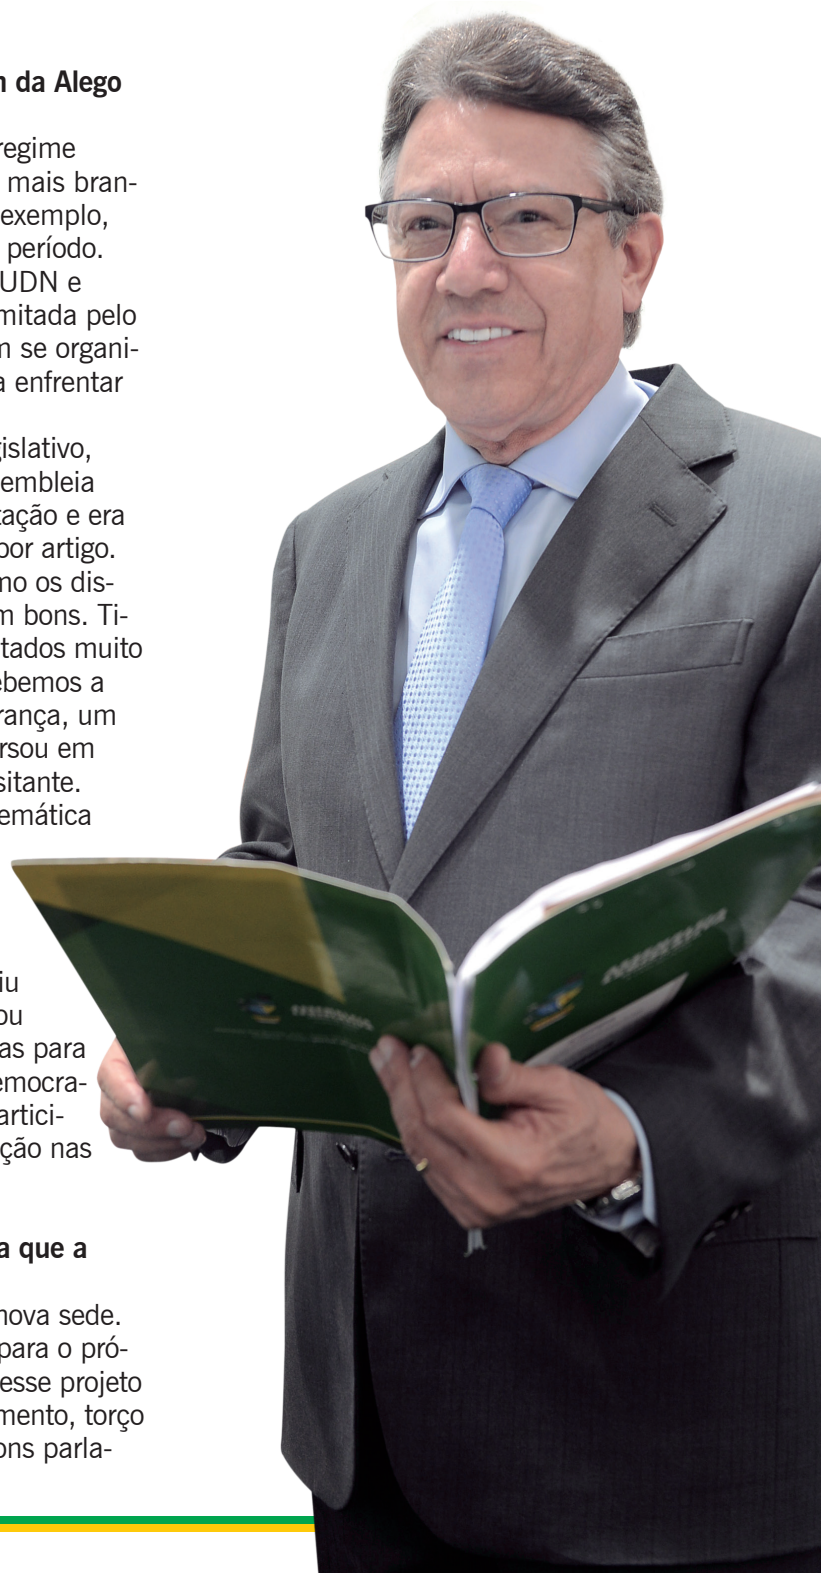 da Alego
regime
mais bran-
exemplo,
período.
UDN e
mitada pelo
m se organi-
a enfrentar
islativo,
embleia
tação e era
por artigo.
mo os dis-
m bons. Ti-
tados muito
ebemos a
rança, um
rsou em
sitante.
emática
iu
ou
as para
emocra-
artici-
ção nas
a que a
nova sede.
para o pró-
esse projeto
mento, torço
ons parla-